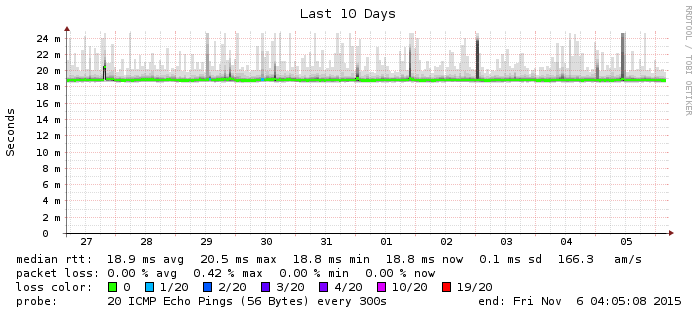 Last 10 Days
RRDTOOL / TOBI OETIKER
Seconds
24 m
22 m
20 m
18 m
16 m
14 m
12 m
10 m
8 m
6 m
4 m
2 m
0
27 28 29 30 31 01 02 03 04 05
median rtt: 18.9 ms avg 20.5 ms max 18.8 ms min 18.8 ms now 0.1 ms sd 166.3 am/s
packet loss: 0.00 % avg 0.42 % max 0.00 % min 0.00 % now
loss color: 0 1/20 2/20 3/20 4/20 10/20 19/20
probe: 20 ICMP Echo Pings (56 Bytes) every 300s end: Fri Nov 6 04:05:08 2015